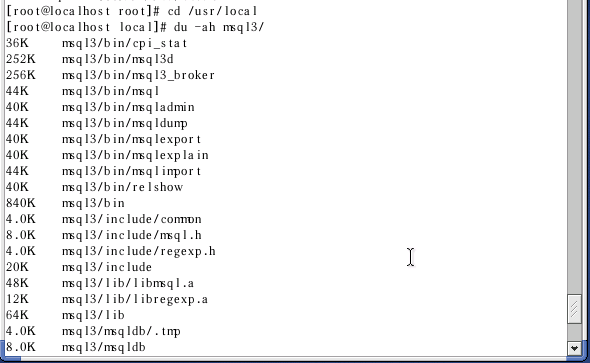 [root@localhost root]# cd /usr/local
[root@localhost local]# du -ah msql3/
36K msql3/bin/cpi_stat
252K msql3/bin/msql3d
256K msql3/bin/msql3_broker
44K msql3/bin/msql
40K msql3/bin/msqladmin
44K msql3/bin/msqldump
40K msql3/bin/msqlexport
40K msql3/bin/msqlexplain
44K msql3/bin/msqlimport
40K msql3/bin/relshow
840K msql3/bin
4.0K msql3/include/common
8.0K msql3/include/msql.h
4.0K msql3/include/regexp.h
20K msql3/include
48K msql3/lib/libmsql.a
12K msql3/lib/libregexp.a
64K msql3/lib
4.0K msql3/msqldb/.tmp
8.0K msql3/msqldb